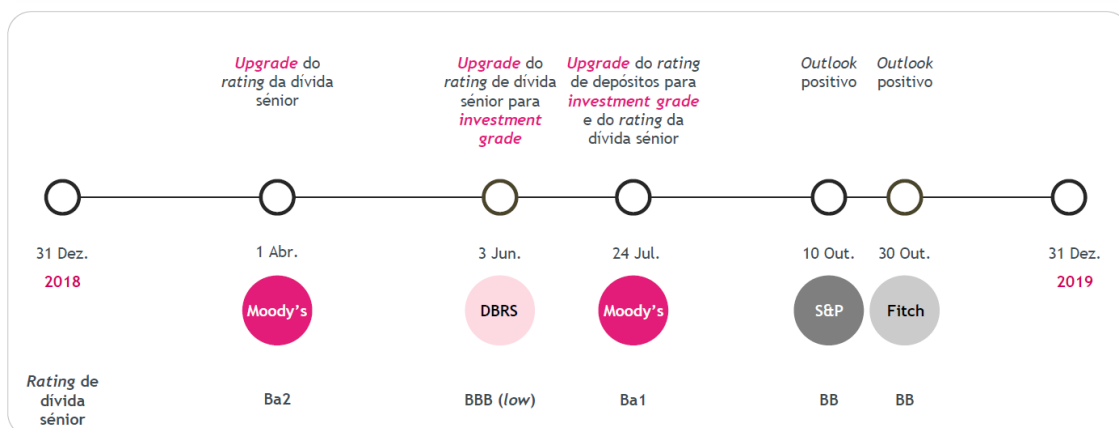 Upgrade do
rating da dívida
sénior
Upgrade do
rating de dívida
sénior para
investment
grade
Upgrade do rating
de depósitos para
investment grade
e do rating da
dívida sénior
Outlook
positivo
Outlook
positivo
31 Dez.
2018
1 Abr.
3 Jun.
24 Jul.
10 Out.
30 Out.
31 Dez.
2019
Moody's
DBRS
Moody's
S&P
Fitch
Rating de
dívida
sénior
Ba2
BBB (low)
Ba1
BB
BB